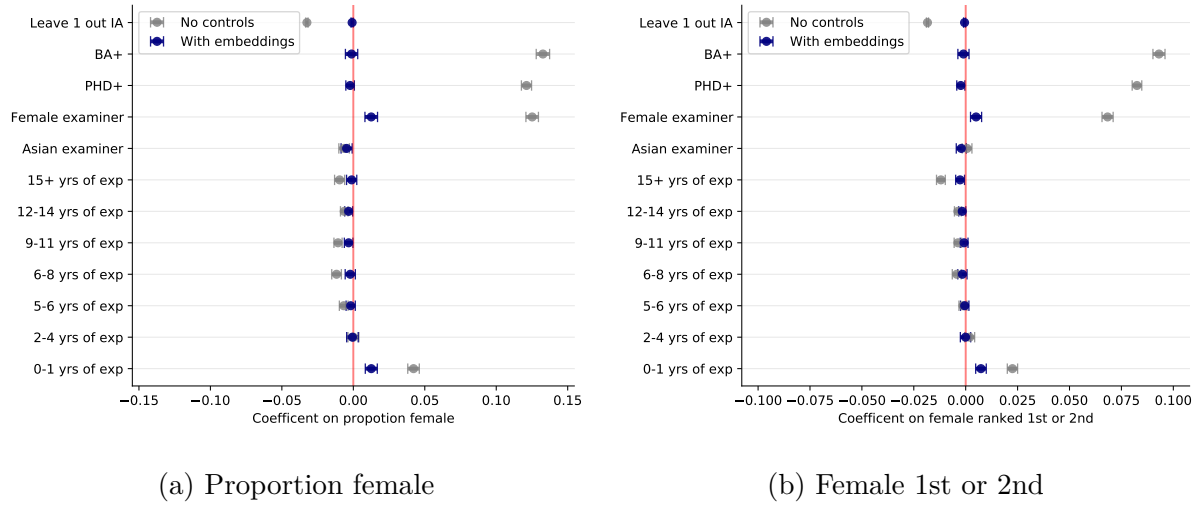 Leave 1 out IA
BA+
PHD+
Female examiner
Asian examiner
15+ yrs of exp
12-14 yrs of exp
9-11 yrs of exp
6-8 yrs of exp
5-6 yrs of exp
2-4 yrs of exp
0-1 yrs of exp
No controls
With embeddings
−0.15 −0.10 −0.05 0.00 0.05 0.10 0.15
Coefficent on propotion female
(a) Proportion female
Leave 1 out IA
BA+
PHD+
Female examiner
Asian examiner
15+ yrs of exp
12-14 yrs of exp
9-11 yrs of exp
6-8 yrs of exp
5-6 yrs of exp
2-4 yrs of exp
0-1 yrs of exp
No controls
With embeddings
−0.100 −0.075 −0.050 −0.025 0.000 0.025 0.050 0.075 0.100
Coefficent on female ranked 1st or 2nd
(b) Female 1st or 2nd